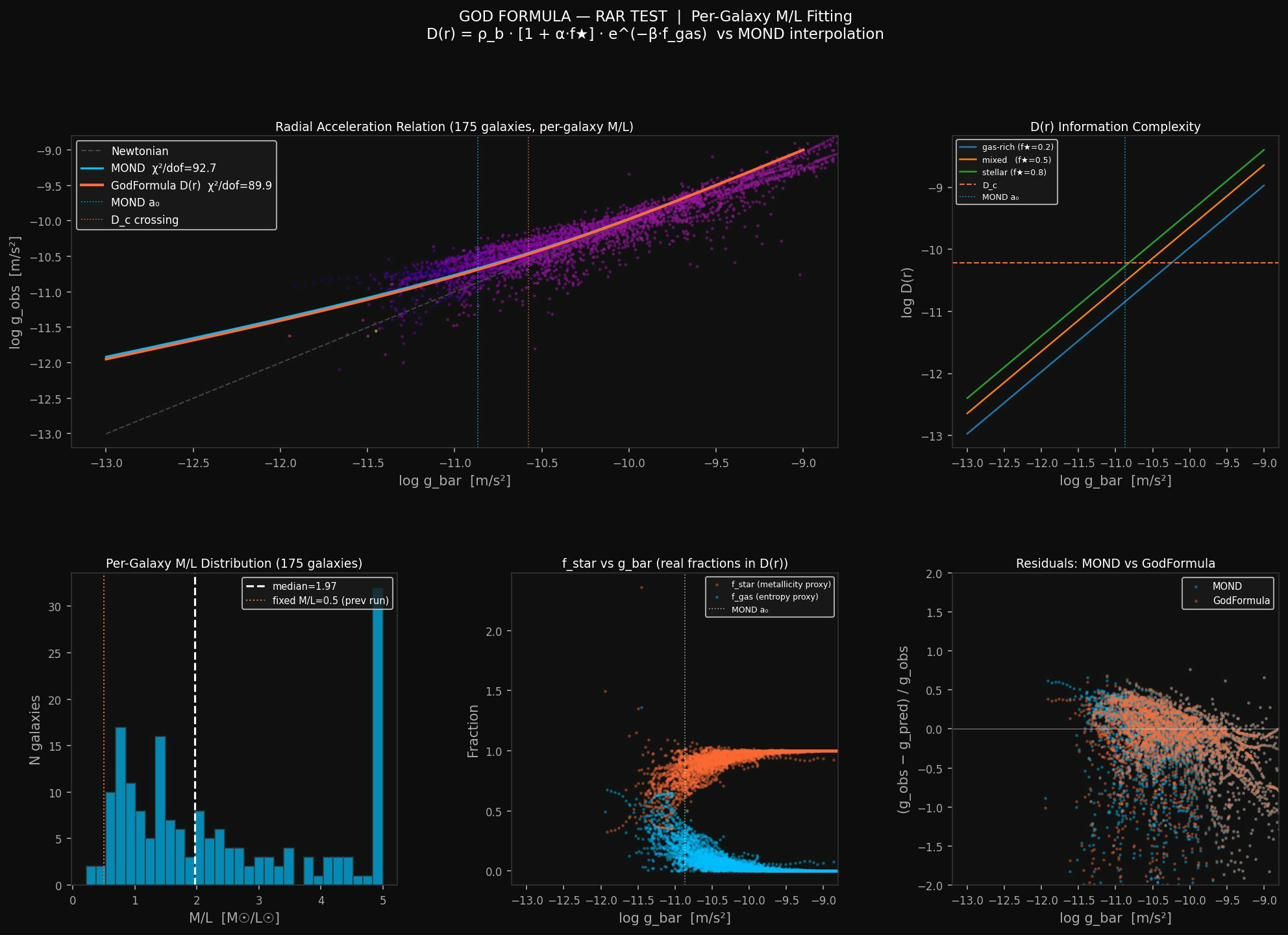 GOD FORMULA — RAR TEST | Per-Galaxy M/L Fitting
D(r) = ρ_b · [1 + α·f★] · e^(−β·f_gas) vs MOND interpolation
Radial Acceleration Relation (175 galaxies, per-galaxy M/L)
Newtonian
MOND χ²/dof=92.7
GodFormula D(r) χ²/dof=89.9
MOND a₀
D_c crossing
log g_obs [m/s²]
−9.0
−9.5
−10.0
−10.5
−11.0
−11.5
−12.0
−12.5
−13.0
−13.0 −12.5 −12.0 −11.5 −11.0 −10.5 −10.0 −9.5 −9.0
log g_bar [m/s²]
D(r) Information Complexity
gas-rich (f★=0.2)
mixed (f★=0.5)
stellar (f★=0.8)
D_c
MOND a₀
log D(r)
−9
−10
−11
−12
−13
−13.0 −12.5 −12.0 −11.5 −11.0 −10.5 −10.0 −9.5 −9.0
log g_bar [m/s²]
Per-Galaxy M/L Distribution (175 galaxies)
median=1.97
fixed M/L=0.5 (prev run)
N galaxies
30
25
20
15
10
5
0
0 1 2 3 4 5
M/L [M☉/L☉]
f_star vs g_bar (real fractions in D(r))
f_star (metallicity proxy)
f_gas (entropy proxy)
MOND a₀
Fraction
2.0
1.5
1.0
0.5
0.0
−13.0 −12.5 −12.0 −11.5 −11.0 −10.5 −10.0 −9.5 −9.0
log g_bar [m/s²]
Residuals: MOND vs GodFormula
MOND
GodFormula
(g_obs − g_pred) / g_obs
2.0
1.5
1.0
0.5
0.0
−0.5
−1.0
−1.5
−2.0
−13.0 −12.5 −12.0 −11.5 −11.0 −10.5 −10.0 −9.5 −9.0
log g_bar [m/s²]